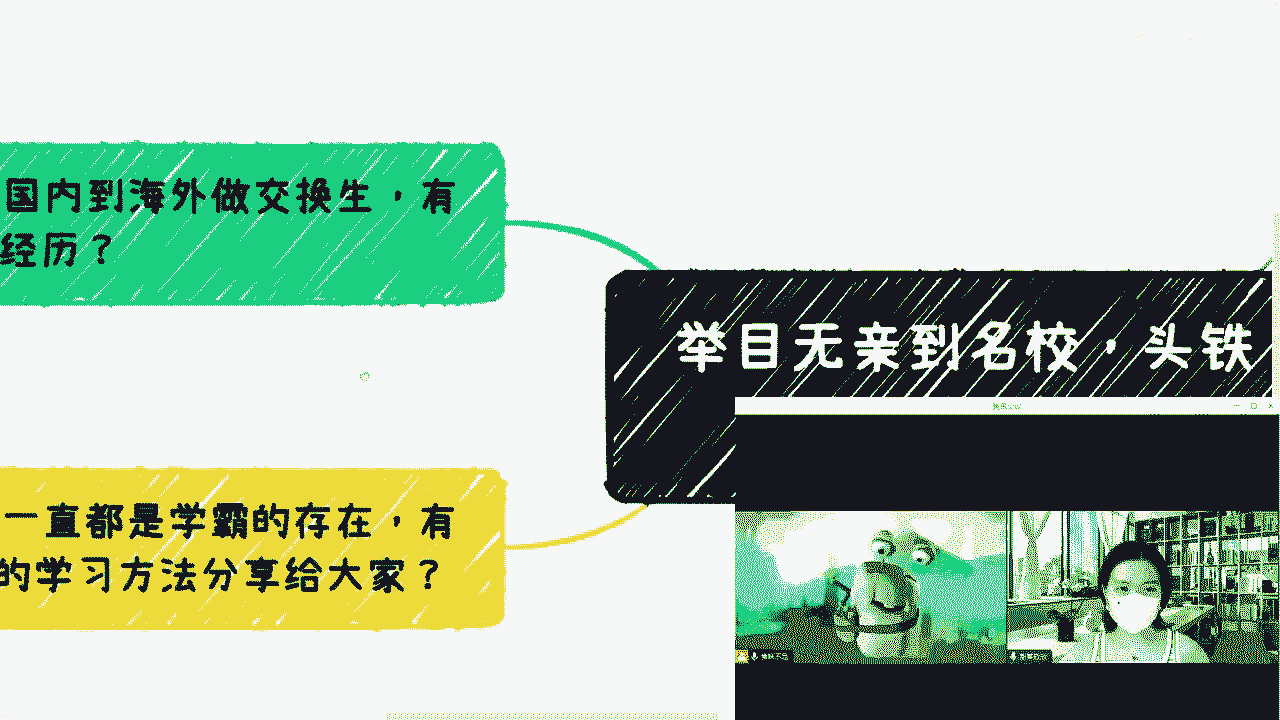 国内到海外做交换生，有
经历？
举目无亲到名校，头铁
一直都是学霸的存在，有
的学习方法分享给大家？